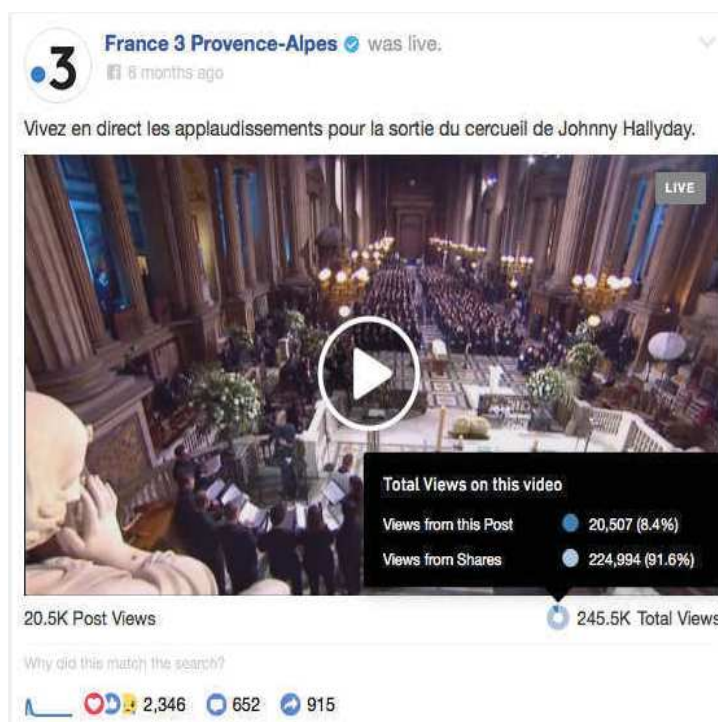 3 France 3 Provence-Alpes was live.
8 months ago
Vivez en direct les applaudissements pour la sortie du cercueil de Johnny Hallyday.
LIVE
Total Views on this video
Views from this Post 20,507 (8.4%)
Views from Shares 224,994 (91.6%)
20.5K Post Views 245.5K Total Views
Why did this match the search?
2,346 652 915